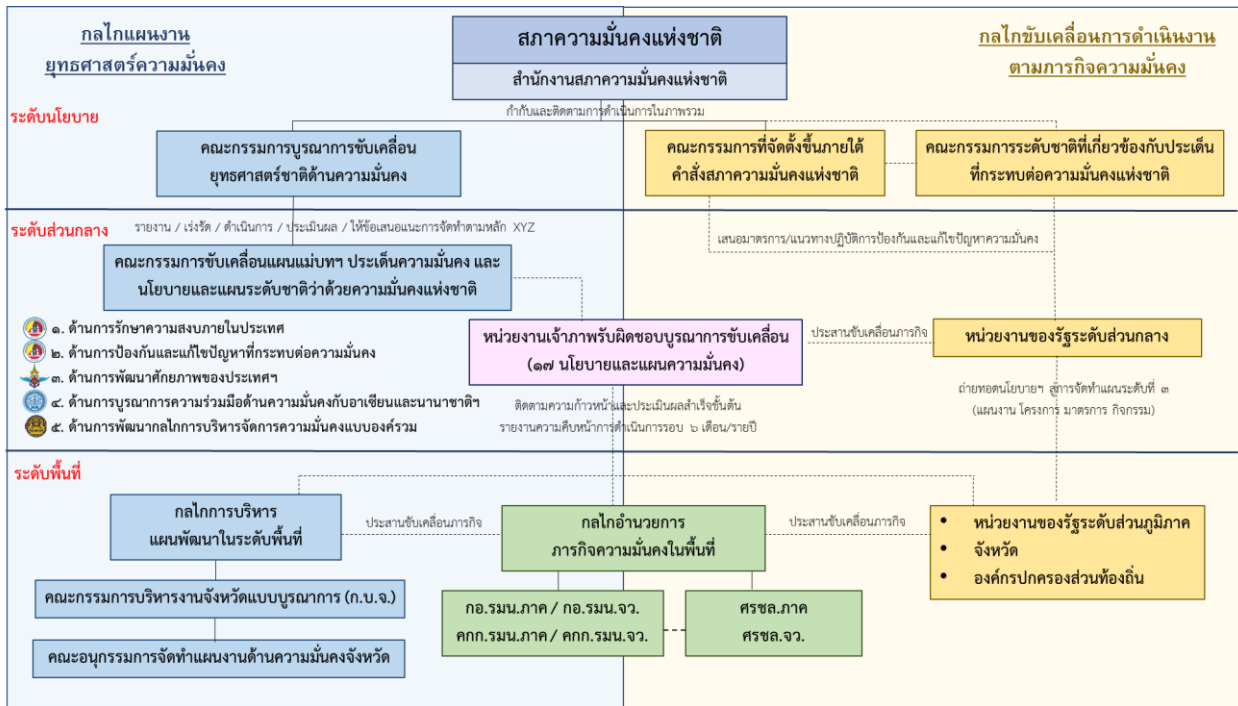 กลไกแผนงาน
ยุทธศาสตร์ความมั่นคง
สภาความมั่นคงแห่งชาติ
สำนักงานสภาความมั่นคงแห่งชาติ
กลไกขับเคลื่อนการดำเนินงาน
ตามภารกิจความมั่นคง
ระดับนโยบาย
กำกับและติดตามการดำเนินการในภาพรวม
คณะกรรมการบูรณาการขับเคลื่อน
ยุทธศาสตร์ชาติด้านความมั่นคง
คณะกรรมการที่จัดตั้งขึ้นภายใต้
คำสั่งสภาความมั่นคงแห่งชาติ
คณะกรรมการระดับชาติที่เกี่ยวข้องกับประเด็น
ที่กระทบต่อความมั่นคงแห่งชาติ
ระดับส่วนกลาง
รายงาน / เร่งรัด / ดำเนินการ / ประเมินผล / ให้ข้อเสนอแนะการจัดทำตามหลัก XYZ
เสนอมาตรการ/แนวทางปฏิบัติการป้องกันและแก้ไขปัญหาความมั่นคง
คณะกรรมการขับเคลื่อนแผนแม่บทฯ ประเด็นความมั่นคง และ
นโยบายและแผนระดับชาติว่าด้วยความมั่นคงแห่งชาติ
๑. ด้านการรักษาความสงบภายในประเทศ
๒. ด้านการป้องกันและแก้ไขปัญหาที่กระทบต่อความมั่นคง
๓. ด้านการพัฒนาศักยภาพของประเทศฯ
๔. ด้านการบูรณาการความร่วมมือด้านความมั่นคงกับอาเซียนและนานาชาติฯ
๕. ด้านการพัฒนากลไกการบริหารจัดการความมั่นคงแบบองค์รวม
หน่วยงานเจ้าภาพรับผิดชอบบูรณาการขับเคลื่อน
(๑๗ นโยบายและแผนความมั่นคง)
ประสานขับเคลื่อนภารกิจ
หน่วยงานของรัฐระดับส่วนกลาง
ติดตามความก้าวหน้าและประเมินผลสำเร็จขั้นต้น
รายงานความคืบหน้าการดำเนินการรอบ ๖ เดือน/รายปี
ถ่ายทอดนโยบายฯ สู่การจัดทำแผนระดับที่ ๓
(แผนงาน โครงการ มาตรการ กิจกรรม)
ระดับพื้นที่
กลไกการบริหาร
แผนพัฒนาในระดับพื้นที่
ประสานขับเคลื่อนภารกิจ
กลไกอำนวยการ
ภารกิจความมั่นคงในพื้นที่
ประสานขับเคลื่อนภารกิจ
• หน่วยงานของรัฐระดับส่วนภูมิภาค
• จังหวัด
• องค์กรปกครองส่วนท้องถิ่น
คณะกรรมการบริหารงานจังหวัดแบบบูรณาการ (ก.บ.จ.)
คณะอนุกรรมการจัดทำแผนงานด้านความมั่นคงจังหวัด
กอ.รมน.ภาค / กอ.รมน.จว.
คกก.รมน.ภาค / คกก.รมน.จว.
ศรชล.ภาค
ศรชล.จว.